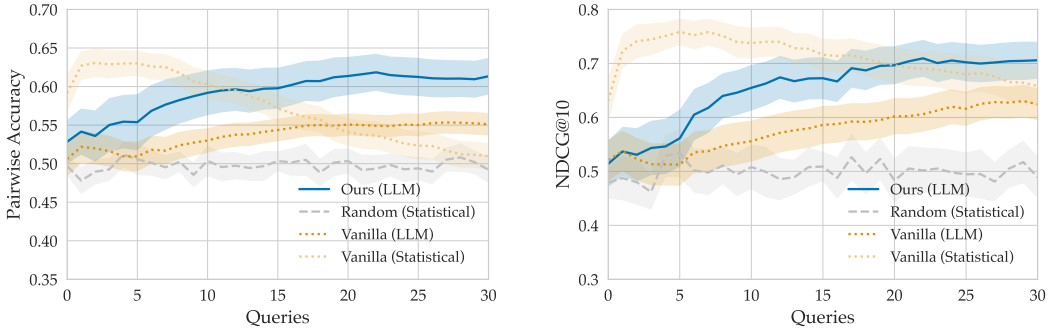 0.70
0.65
0.60
0.55
0.50
0.45
0.40
0.35
Pairwise Accuracy
Ours (LLM)
Random (Statistical)
Vanilla (LLM)
Vanilla (Statistical)
0 5 10 15 20 25 30
Queries
0.8
0.7
0.6
0.5
0.4
0.3
NDCG@10
Ours (LLM)
Random (Statistical)
Vanilla (LLM)
Vanilla (Statistical)
0 5 10 15 20 25 30
Queries